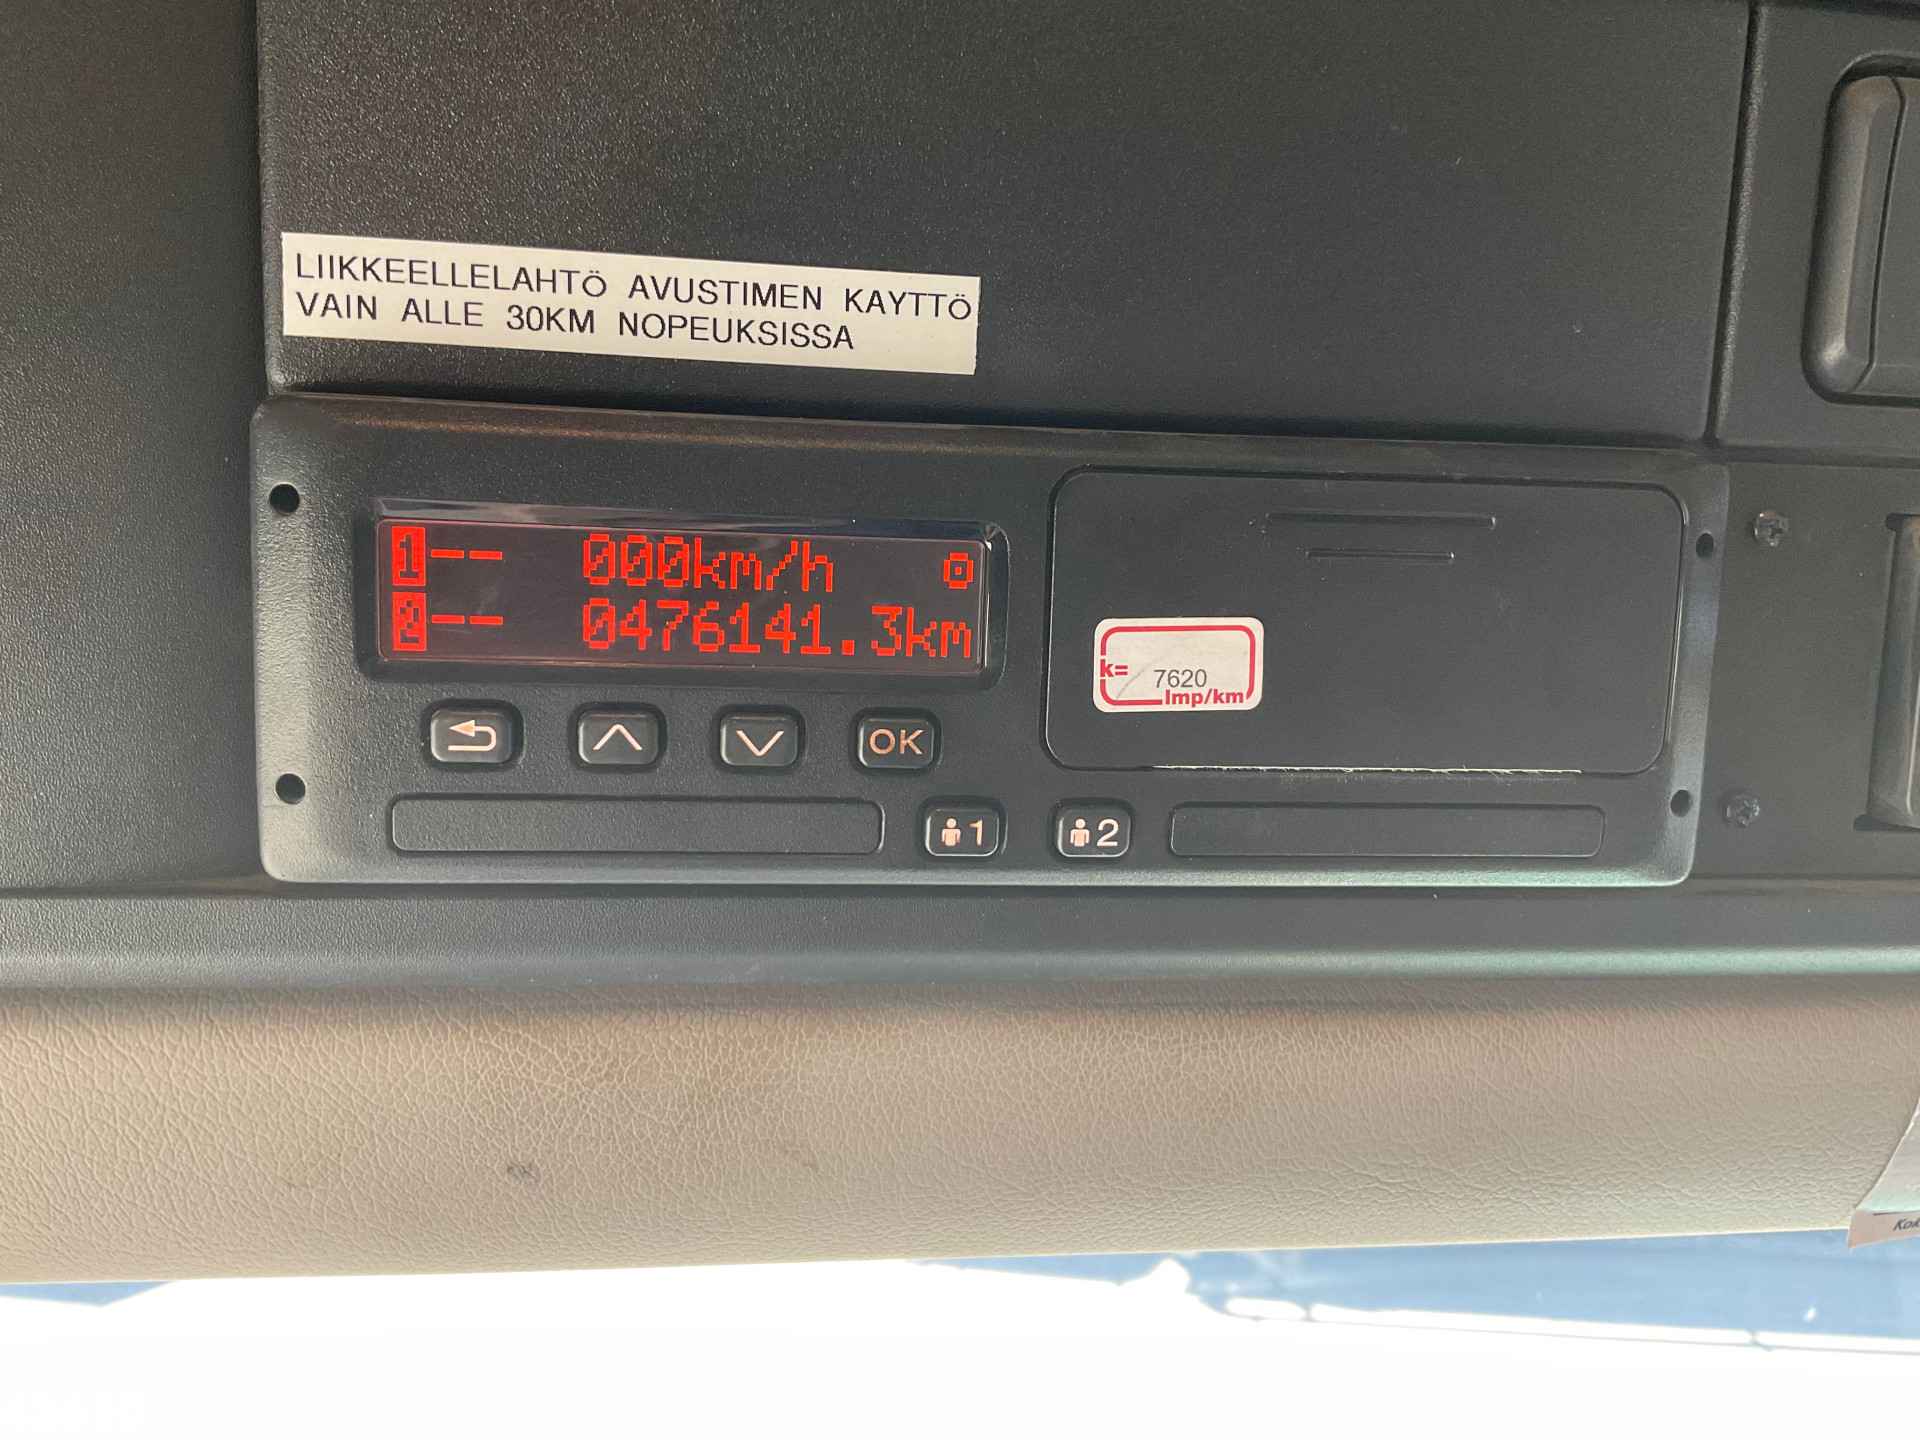 LIIKKEELLELAHTÖ AVUSTIMEN KAYTTÖ
VAIN ALLE 30KM NOPEUKSISSA
1-- 000km/h
2-- 0476141.3km
k= 7620
Imp/km
OK
1 2